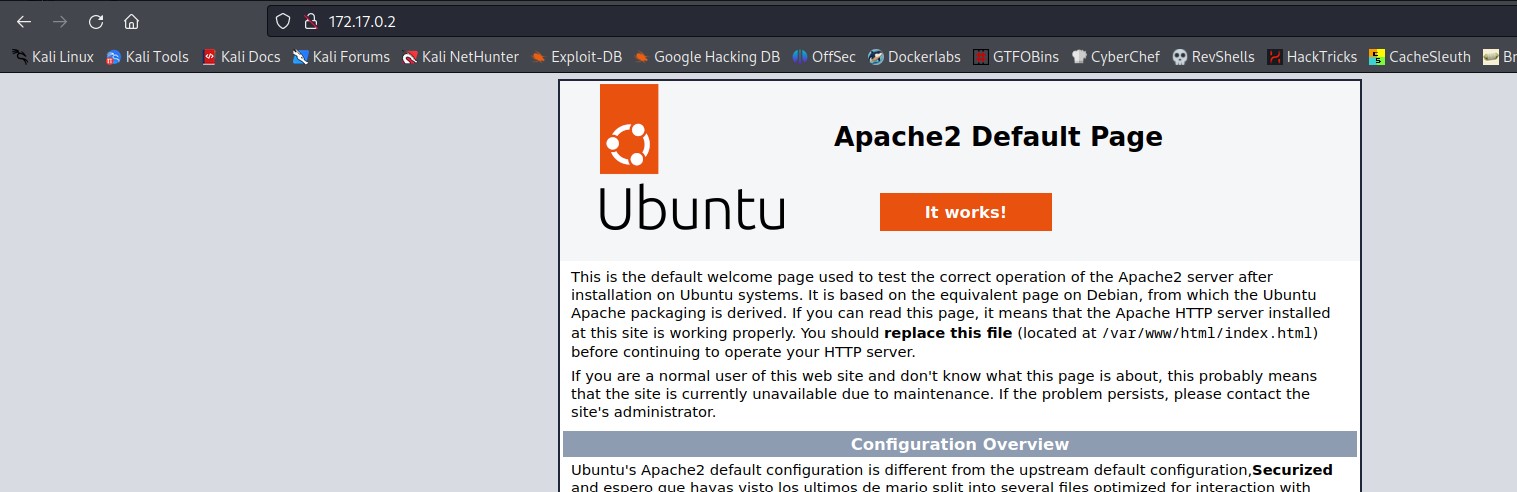 172.17.0.2
Kali Linux Kali Tools Kali Docs Kali Forums Kali NetHunter Exploit-DB Google Hacking DB OffSec Dockerlabs GTFOBins CyberChef RevShells HackTricks CacheSleuth Br
Ubuntu
Apache2 Default Page
It works!
This is the default welcome page used to test the correct operation of the Apache2 server after
installation on Ubuntu systems. It is based on the equivalent page on Debian, from which the Ubuntu
Apache packaging is derived. If you can read this page, it means that the Apache HTTP server installed
at this site is working properly. You should replace this file (located at /var/www/html/index.html)
before continuing to operate your HTTP server.
If you are a normal user of this web site and don't know what this page is about, this probably means
that the site is currently unavailable due to maintenance. If the problem persists, please contact the
site's administrator.
Configuration Overview
Ubuntu's Apache2 default configuration is different from the upstream default configuration,Securized
and espero que hayas visto los ultimos de mario split into several files optimized for interaction with